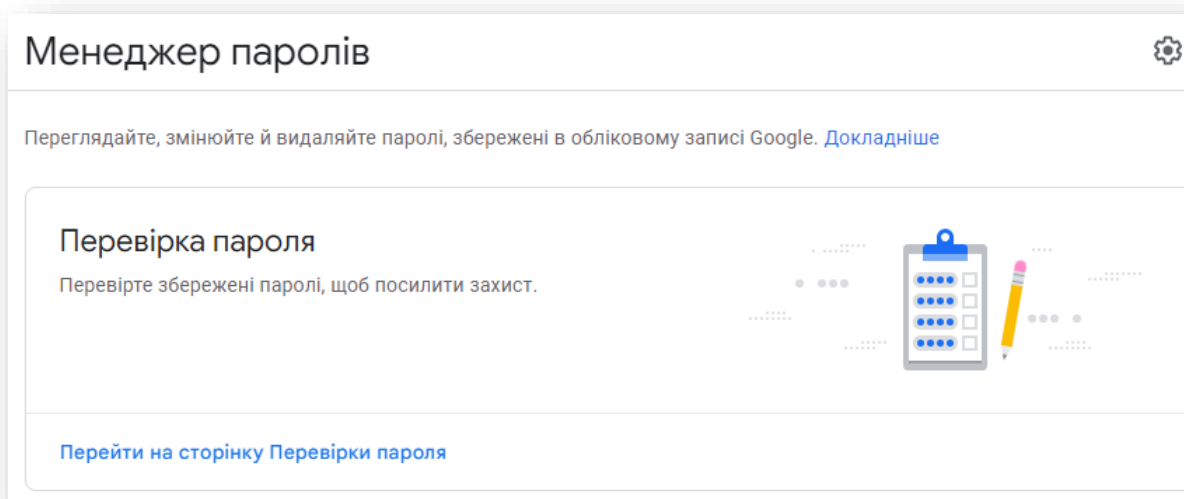 Менеджер паролів
Переглядайте, змінюйте й видаляйте паролі, збережені в обліковому записі Google. Докладніше
Перевірка пароля
Перевірте збережені паролі, щоб посилити захист.
Перейти на сторінку Перевірки пароля